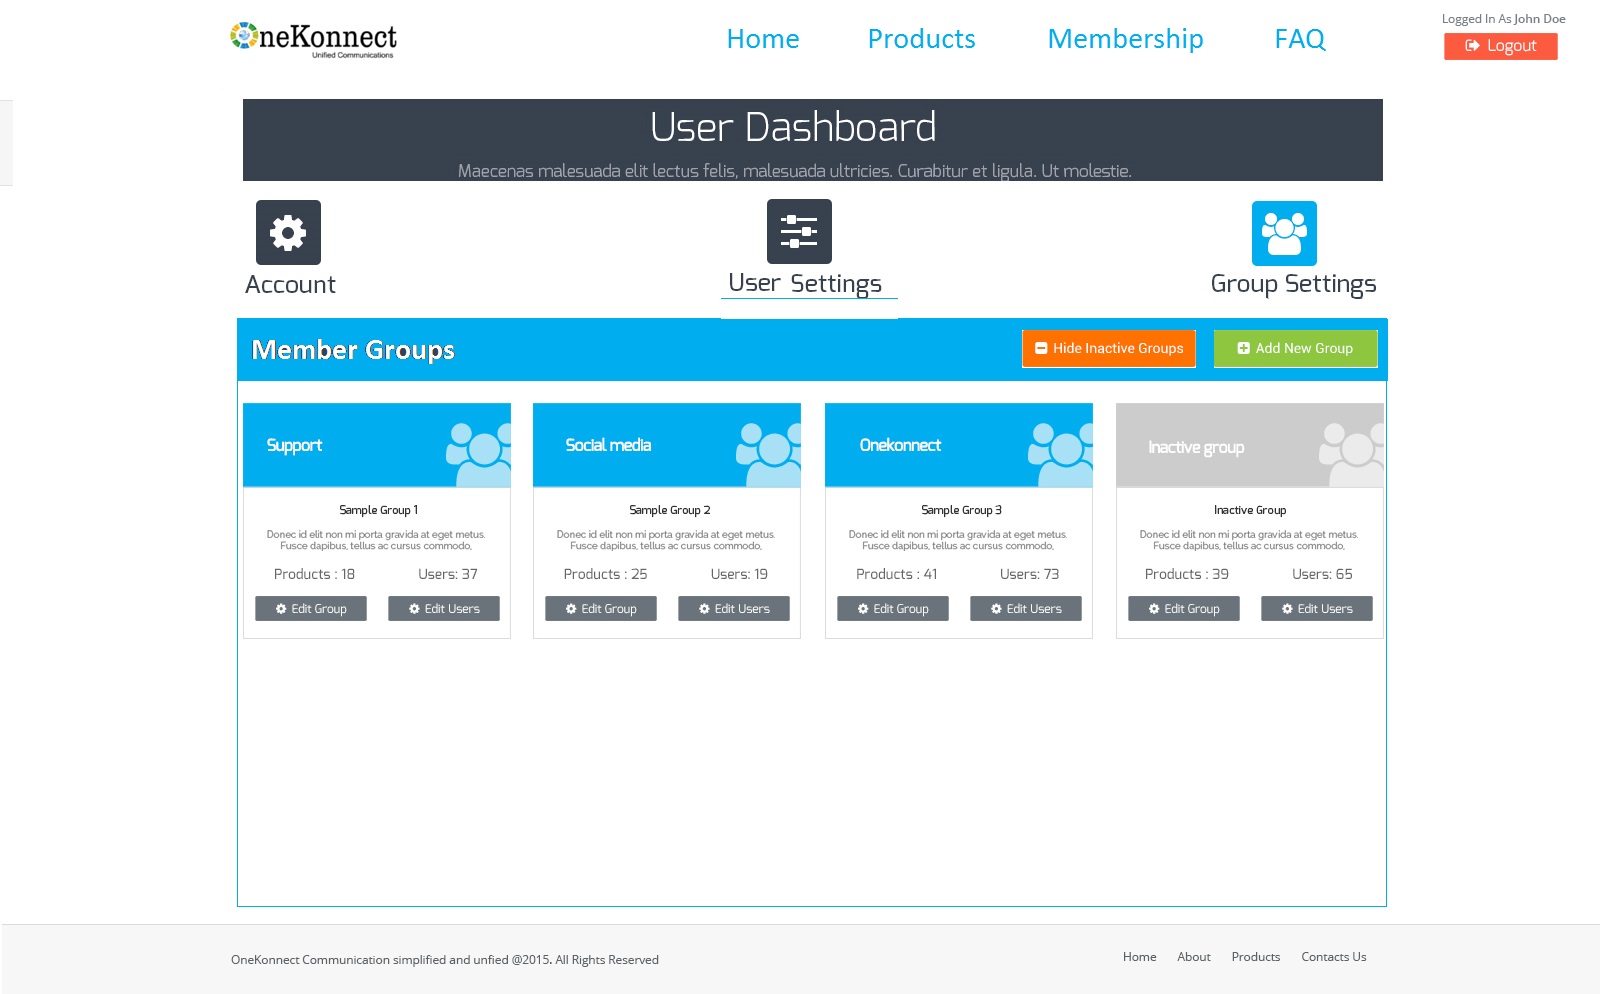 OneKonnect
Unified Communications
Home Products Membership FAQ
Logged In As John Doe
Logout
User Dashboard
Maecenas malesuada elit lectus felis, malesuada ultricies. Curabitur et ligula. Ut molestie.
Account
User Settings
Group Settings
Member Groups
Hide Inactive Groups
Add New Group
Support
Sample Group 1
Donec id elit non mi porta gravida at eget metus.
Fusce dapibus, tellus ac cursus commodo,
Products : 18 Users: 37
Edit Group Edit Users
Social media
Sample Group 2
Donec id elit non mi porta gravida at eget metus.
Fusce dapibus, tellus ac cursus commodo,
Products : 25 Users: 19
Edit Group Edit Users
Onekonnect
Sample Group 3
Donec id elit non mi porta gravida at eget metus.
Fusce dapibus, tellus ac cursus commodo,
Products : 41 Users: 73
Edit Group Edit Users
Inactive group
Inactive Group
Donec id elit non mi porta gravida at eget metus.
Fusce dapibus, tellus ac cursus commodo,
Products : 39 Users: 65
Edit Group Edit Users
OneKonnect Communication simplified and unfied @2015. All Rights Reserved
Home About Products Contacts Us